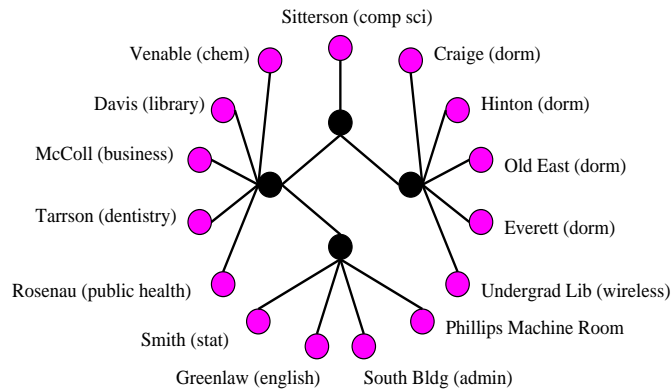 Sitterson (comp sci)
Venable (chem)
Craige (dorm)
Davis (library)
Hinton (dorm)
McColl (business)
Old East (dorm)
Tarrson (dentistry)
Everett (dorm)
Rosenau (public health)
Undergrad Lib (wireless)
Smith (stat)
Phillips Machine Room
Greenlaw (english)
South Bldg (admin)